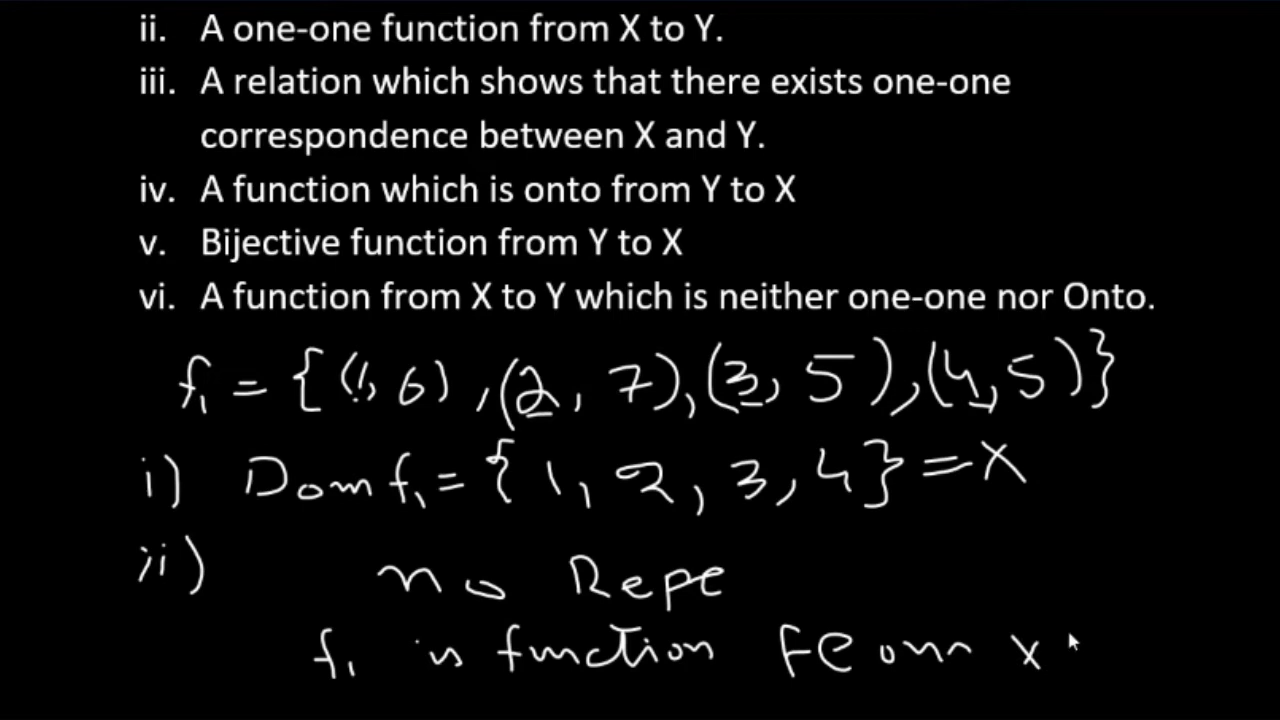 ii. A one-one function from X to Y.
iii. A relation which shows that there exists one-one
correspondence between X and Y.
iv. A function which is onto from Y to X
v. Bijective function from Y to X
vi. A function from X to Y which is neither one-one nor Onto.
f₁ = {(1, 6), (2, 7), (3, 5), (4, 5)}
i) Dom f₁ = {1, 2, 3, 4} = X
ii) no Repe
f₁ is function from X